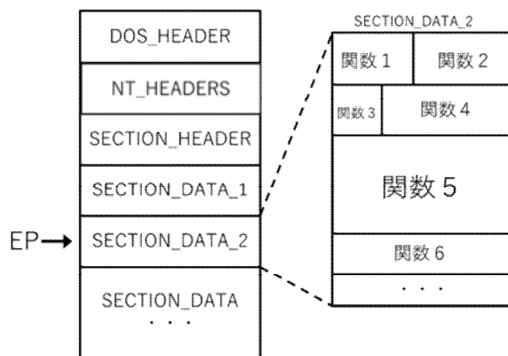 DOS_HEADER
NT_HEADERS
SECTION_HEADER
SECTION_DATA_1
EP
SECTION_DATA_2
SECTION_DATA
・・・
SECTION_DATA_2
関数1 関数2
関数3 関数4
関数5
関数6
・・・